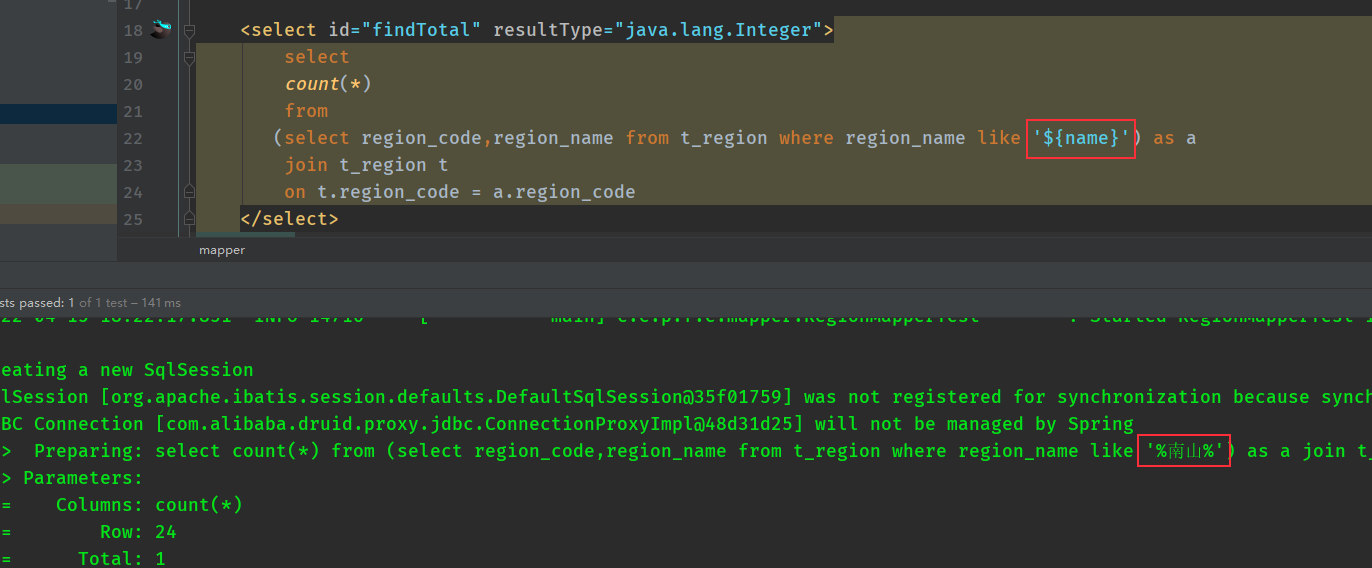 17
18 <select id="findTotal" resultType="java.lang.Integer">
19 select
20 count(*)
21 from
22 (select region_code,region_name from t_region where region_name like '${name}') as a
23 join t_region t
24 on t.region_code = a.region_code
25 </select>
mapper
sts passed: 1 of 1 test – 141 ms
main] c.c.p.f.c.mapper.RegionMapperTest : Started RegionMapperTest
eating a new SqlSession
lSession [org.apache.ibatis.session.defaults.DefaultSqlSession@35f01759] was not registered for synchronization because synch
BC Connection [com.alibaba.druid.proxy.jdbc.ConnectionProxyImpl@48d31d25] will not be managed by Spring
> Preparing: select count(*) from (select region_code,region_name from t_region where region_name like '%南山%') as a join t_
> Parameters:
= Columns: count(*)
= Row: 24
= Total: 1